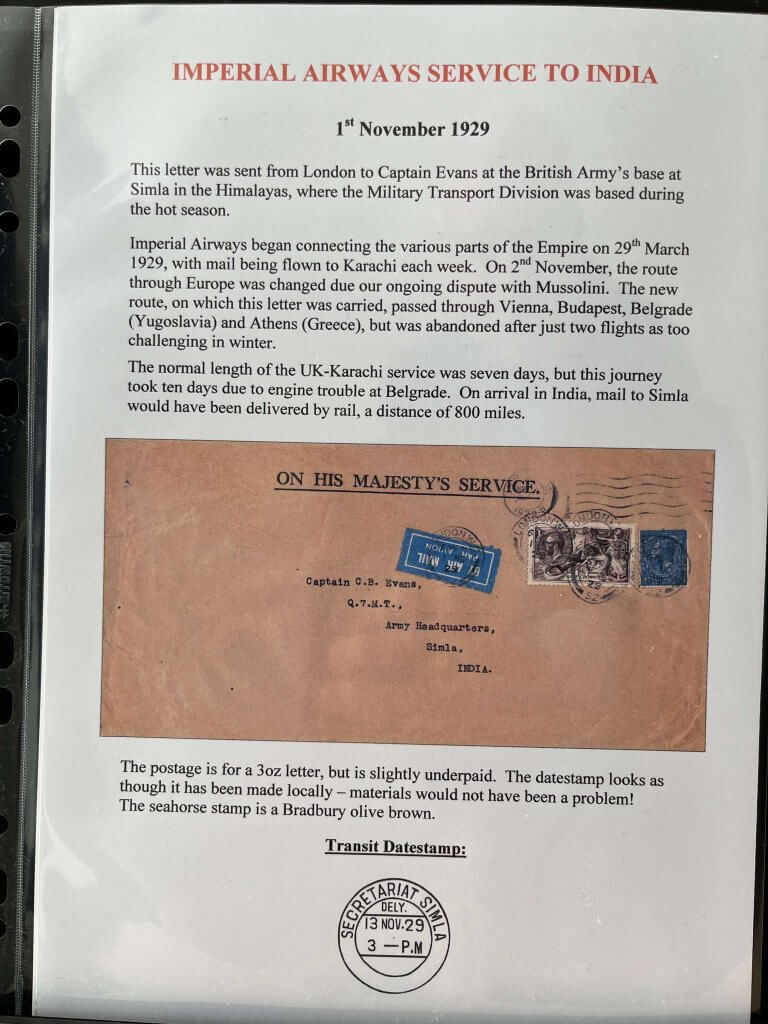 IMPERIAL AIRWAYS SERVICE TO INDIA
1st November 1929
This letter was sent from London to Captain Evans at the British Army's base at
Simla in the Himalayas, where the Military Transport Division was based during
the hot season.
Imperial Airways began connecting the various parts of the Empire on 29th March
1929, with mail being flown to Karachi each week. On 2nd November, the route
through Europe was changed due our ongoing dispute with Mussolini. The new
route, on which this letter was carried, passed through Vienna, Budapest, Belgrade
(Yugoslavia) and Athens (Greece), but was abandoned after just two flights as too
challenging in winter.
The normal length of the UK-Karachi service was seven days, but this journey
took ten days due to engine trouble at Belgrade. On arrival in India, mail to Simla
would have been delivered by rail, a distance of 800 miles.
ON HIS MAJESTY'S SERVICE.
LONDON
LONDON
LONDON.W
BY AIR MAIL
PAR AVION
Captain C.B. Evans,
Q.7.M.T.,
Army Headquarters,
Simla,
INDIA.
The postage is for a 3oz letter, but is slightly underpaid. The datestamp looks as
though it has been made locally – materials would not have been a problem!
The seahorse stamp is a Bradbury olive brown.
Transit Datestamp:
SECRETARIAT SIMLA
DELY.
13 NOV.29
3 — P.M